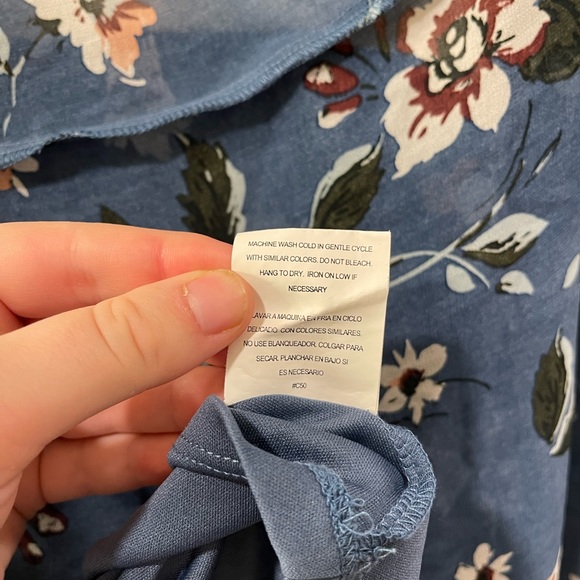 MACHINE WASH COLD IN GENTLE CYCLE
WITH SIMILAR COLORS. DO NOT BLEACH.
HANG TO DRY. IRON ON LOW IF
NECESSARY
LAVAR A MAQUINA EN FRIA EN CICLO
DELICADO. CON COLORES SIMILARES.
NO USE BLANQUEADOR. COLGAR PARA
SECAR. PLANCHAR EN BAJO SI
ES NECESARIO
#C50